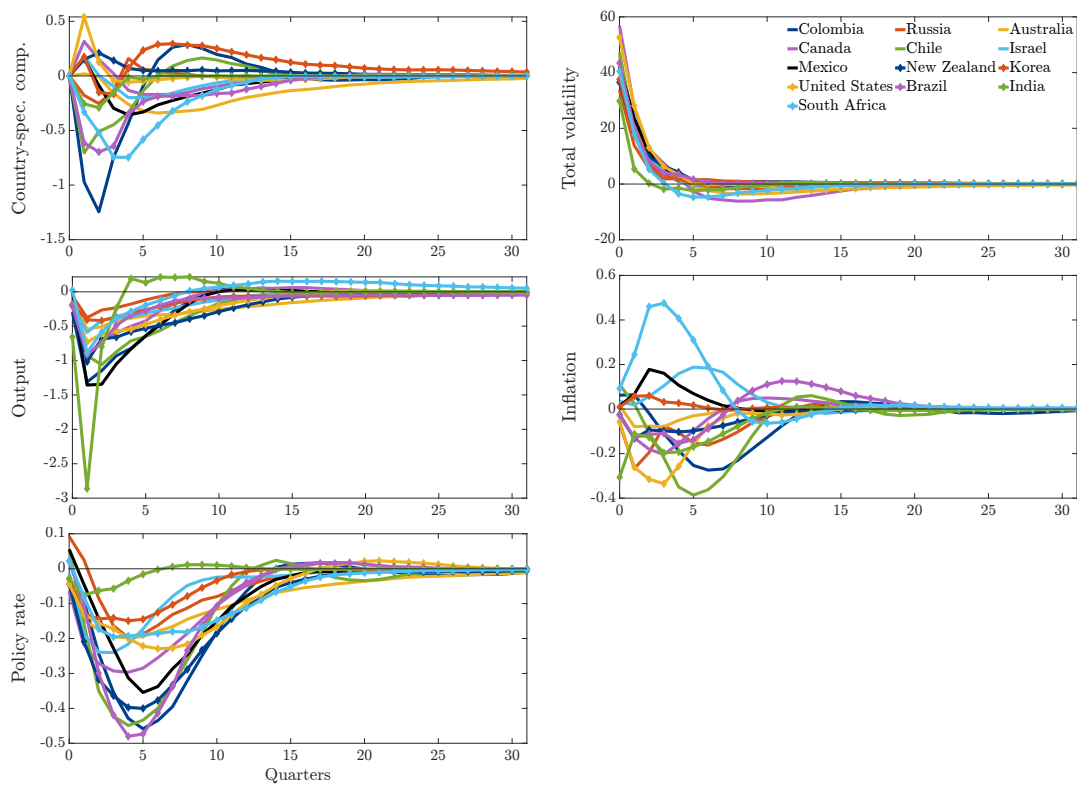 Country-spec. comp.
0.5
0
-0.5
-1
-1.5
0 5 10 15 20 25 30
Total volatility
60
40
20
0
-20
0 5 10 15 20 25 30
Colombia Russia Australia
Canada Chile Israel
Mexico New Zealand Korea
United States Brazil India
South Africa
Output
0
-0.5
-1
-1.5
-2
-2.5
-3
0 5 10 15 20 25 30
Inflation
0.6
0.4
0.2
0
-0.2
-0.4
0 5 10 15 20 25 30
Policy rate
0.1
0
-0.1
-0.2
-0.3
-0.4
-0.5
0 5 10 15 20 25 30
Quarters